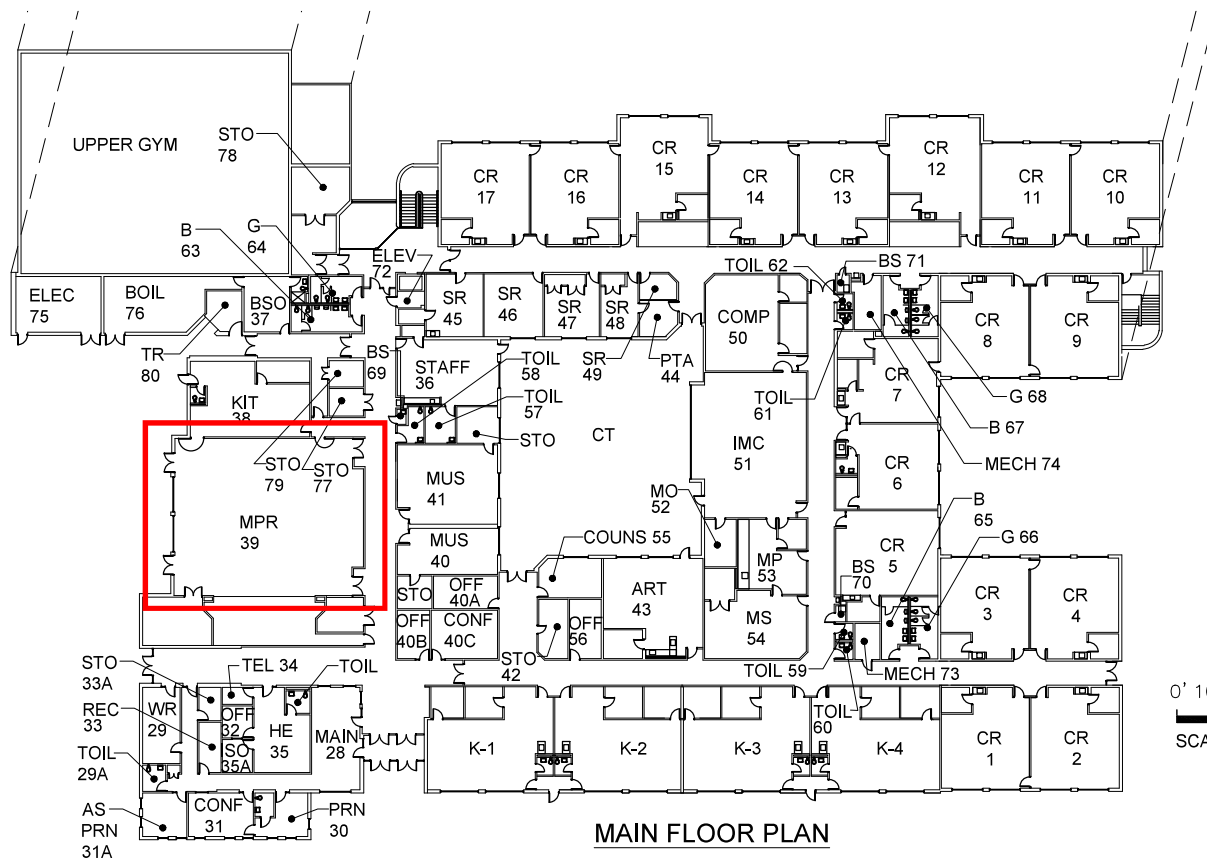 UPPER GYM
STO
78
B
63
G
64
ELEV
72
CR
17
CR
16
CR
15
CR
14
CR
13
CR
12
CR
11
CR
10
ELEC
75
BOIL
76
BSO
37
TR
80
BS
69
SR
45
SR
46
SR
47
SR
48
SR
49
PTA
44
COMP
50
TOIL 62
BS 71
TOIL
61
CR
8
CR
9
CR
7
G 68
B 67
MECH 74
KIT
38
STAFF
36
TOIL
58
TOIL
57
STO
CT
IMC
51
CR
6
STO
79
STO
77
MPR
39
MUS
41
MUS
40
MO
52
COUNS 55
MP
53
CR
5
B
65
G 66
BS
70
STO
OFF
40A
OFF
40B
CONF
40C
STO
42
OFF
56
ART
43
MS
54
CR
3
CR
4
TOIL 59
MECH 73
TOIL
60
STO
33A
TEL 34
TOIL
REC
33
WR
29
OFF
32
SO
35A
HE
35
MAIN
28
TOIL
29A
AS
PRN
31A
CONF
31
PRN
30
K-1
K-2
K-3
K-4
CR
1
CR
2
MAIN FLOOR PLAN